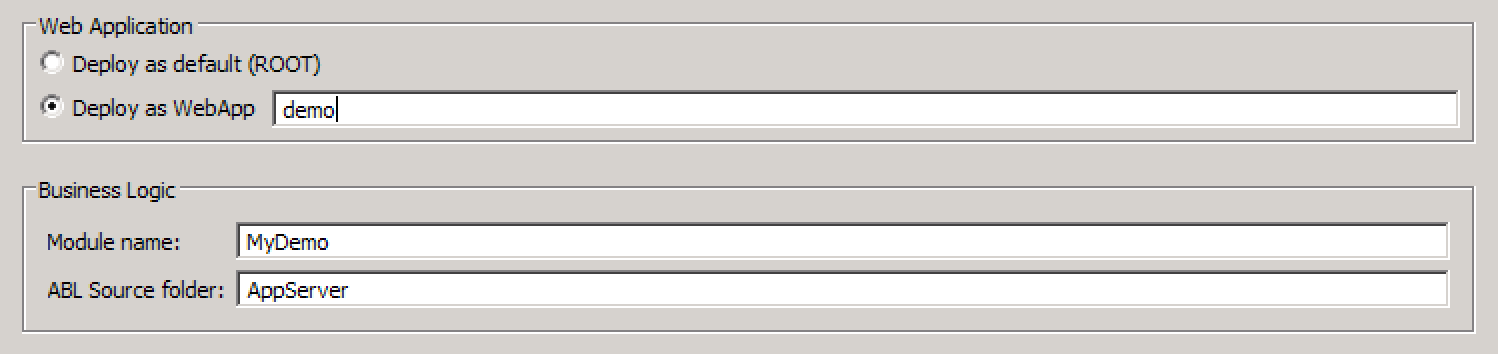 Web Application
Deploy as default (ROOT)
Deploy as WebApp demo
Business Logic
Module name: MyDemo
ABL Source folder: AppServer